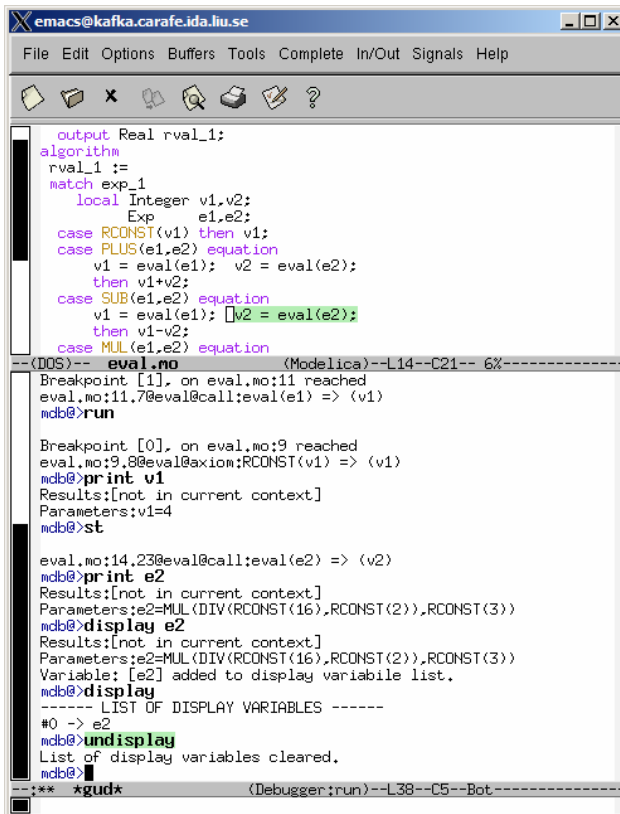 emacs@kafka.carafe.ida.liu.se
File Edit Options Buffers Tools Complete In/Out Signals Help
output Real rval_1;
algorithm
rval_1 :=
match exp_1
local Integer v1,v2;
Exp e1,e2;
case RCONST(v1) then v1;
case PLUS(e1,e2) equation
v1 = eval(e1); v2 = eval(e2);
then v1+v2;
case SUB(e1,e2) equation
v1 = eval(e1); v2 = eval(e2);
then v1-v2;
case MUL(e1,e2) equation
--(DOS)-- eval.mo (Modelica)--L14--C21-- 6%-------------
Breakpoint [1], on eval.mo:11 reached
eval.mo:11.7@eval@call:eval(e1) => (v1)
mdb@>run
Breakpoint [0], on eval.mo:9 reached
eval.mo:9.8@eval@axiom:RCONST(v1) => (v1)
mdb@>print v1
Results:[not in current context]
Parameters:v1=4
mdb@>st
eval.mo:14.23@eval@call:eval(e2) => (v2)
mdb@>print e2
Results:[not in current context]
Parameters:e2=MUL(DIV(RCONST(16),RCONST(2)),RCONST(3))
mdb@>display e2
Results:[not in current context]
Parameters:e2=MUL(DIV(RCONST(16),RCONST(2)),RCONST(3))
Variable: [e2] added to display variabile list.
mdb@>display
------ LIST OF DISPLAY VARIABLES ------
#0 -> e2
mdb@>undisplay
List of display variables cleared.
mdb@>
--:** *gud* (Debugger:run)--L38--C5--Bot--------------